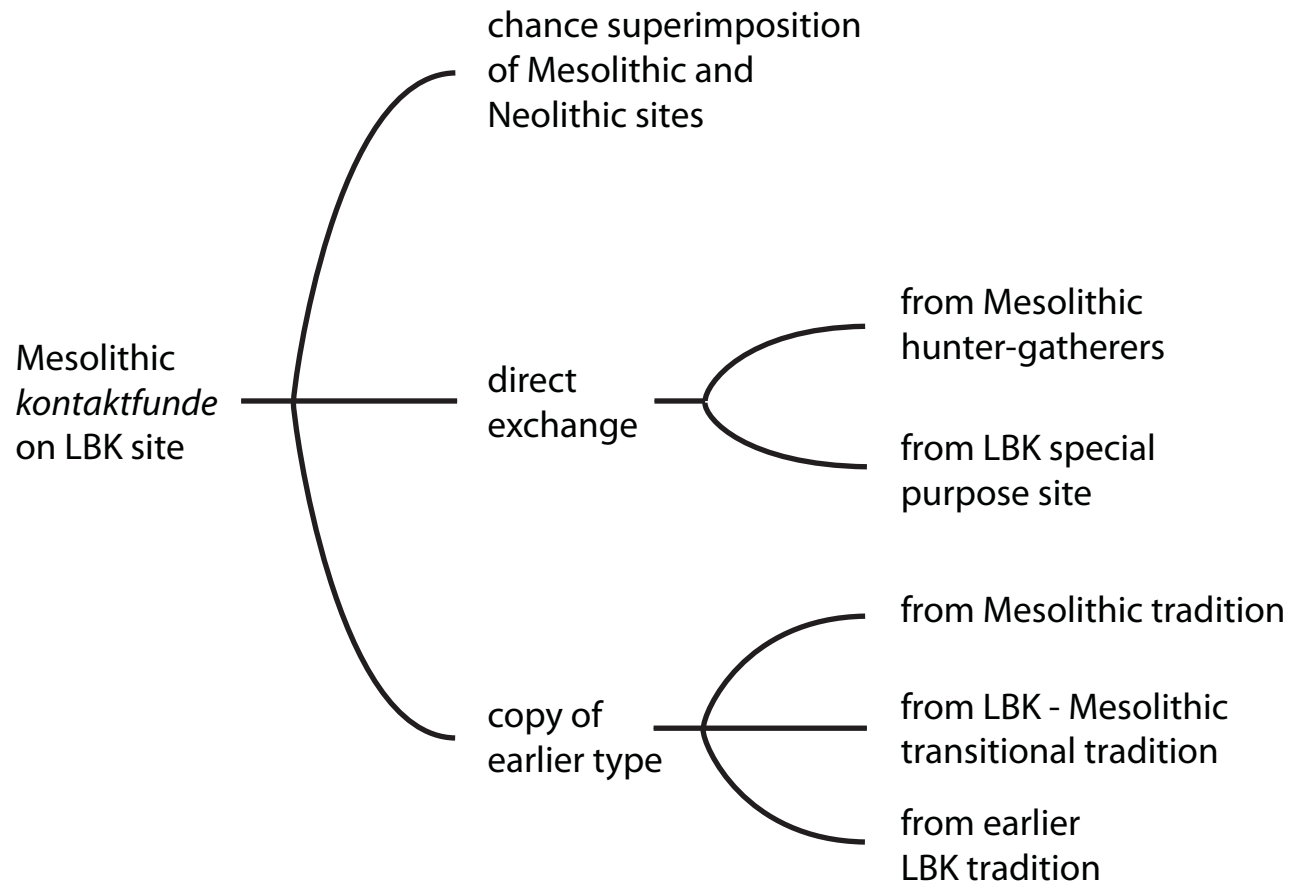 Mesolithic
kontaktfunde
on LBK site
chance superimposition
of Mesolithic and
Neolithic sites
direct
exchange
from Mesolithic
hunter-gatherers
from LBK special
purpose site
copy of
earlier type
from Mesolithic tradition
from LBK - Mesolithic
transitional tradition
from earlier
LBK tradition